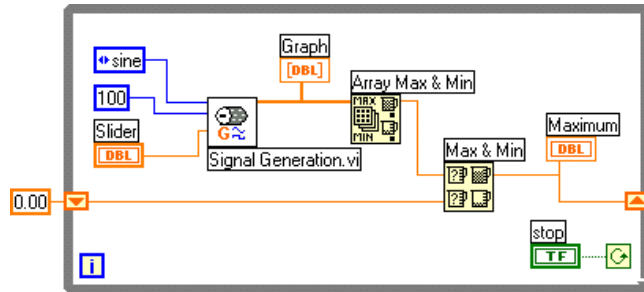 Graph
sine
[DBL]
Array Max & Min
100
MAX
MIN
Slider
DBL
G
Signal Generation.vi
Max & Min
Maximum
DBL
0.00
stop
TF
i